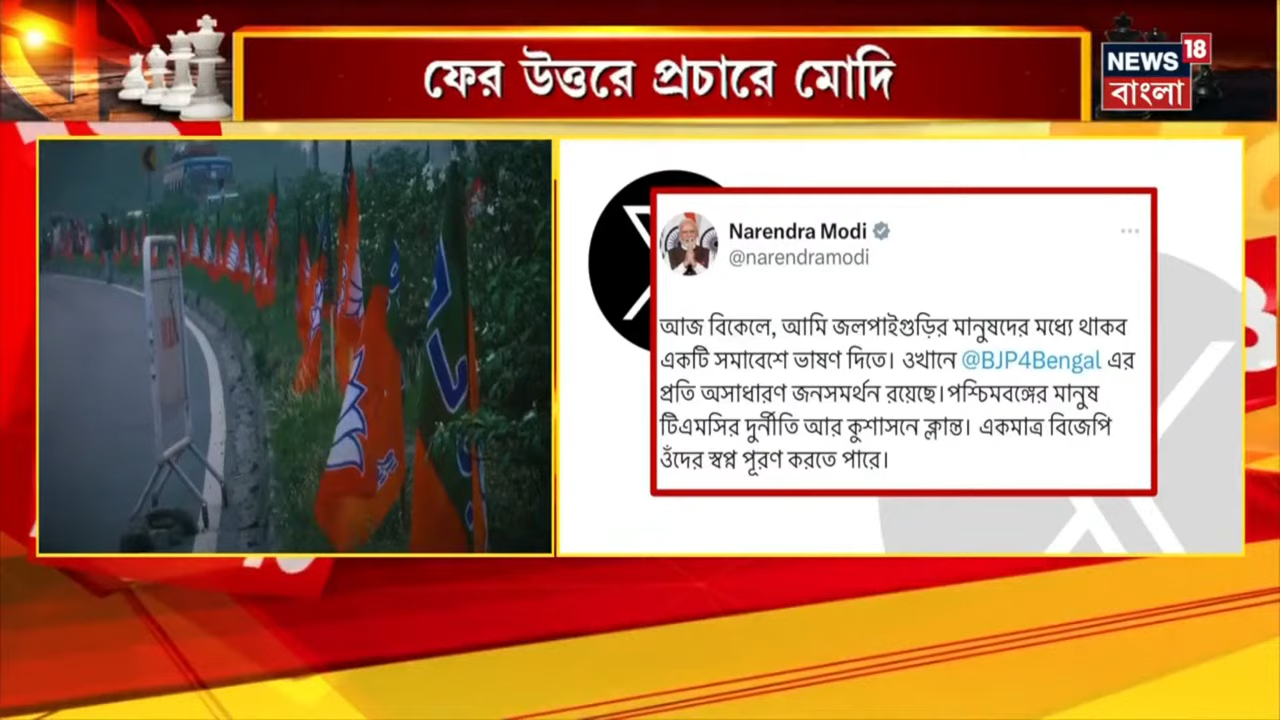 ফের উত্তরে প্রচারে মোদি
NEWS 18
বাংলা
Narendra Modi
@narendramodi
আজ বিকেলে, আমি জলপাইগুড়ির মানুষদের মধ্যে থাকব
একটি সমাবেশে ভাষণ দিতে। ওখানে @BJP4Bengal এর
প্রতি অসাধারণ জনসমর্থন রয়েছে।পশ্চিমবঙ্গের মানুষ
টিএমসির দুর্নীতি আর কুশাসনে ক্লান্ত। একমাত্র বিজেপি
ওঁদের স্বপ্ন পূরণ করতে পারে।